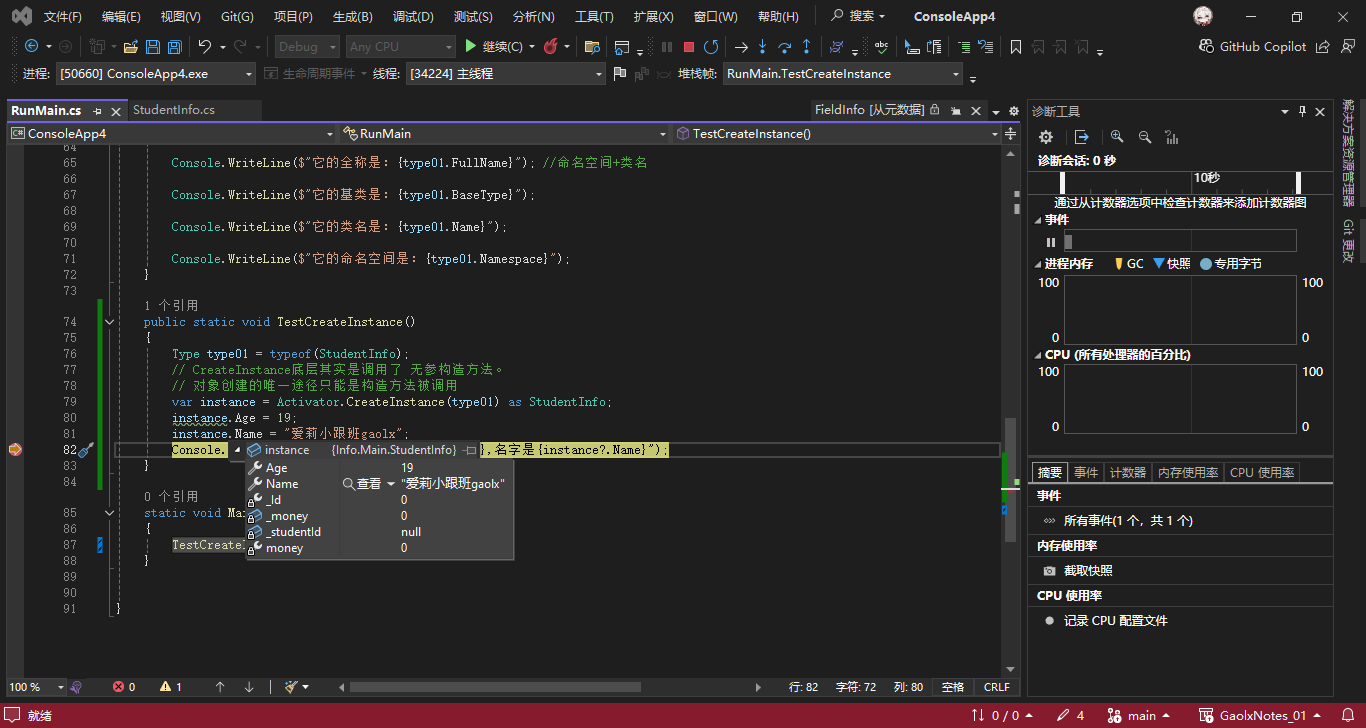 文件(F) 编辑(E) 视图(V) Git(G) 项目(P) 生成(B) 调试(D) 测试(S) 分析(N) 工具(T) 扩展(X) 窗口(W) 帮助(H) 搜索 ConsoleApp4
Debug Any CPU 继续(C) GitHub Copilot
进程: [50660] ConsoleApp4.exe 生命周期事件 线程: [34224] 主线程 堆栈帧: RunMain.TestCreateInstance
RunMain.cs StudentInfo.cs FieldInfo [从元数据]
ConsoleApp4 RunMain TestCreateInstance()
64
65 Console.WriteLine($"它的全称是: {type01.FullName}"); //命名空间+类名
66
67 Console.WriteLine($"它的基类是: {type01.BaseType}");
68
69 Console.WriteLine($"它的类名是: {type01.Name}");
70
71 Console.WriteLine($"它的命名空间是: {type01.Namespace}");
72 }
73
1 个引用
74 public static void TestCreateInstance()
75 {
76 Type type01 = typeof(StudentInfo);
77 // CreateInstance底层其实是调用了 无参构造方法。
78 // 对象创建的唯一途径只能是构造方法被调用
79 var instance = Activator.CreateInstance(type01) as StudentInfo;
80 instance.Age = 19;
81 instance.Name = "爱莉小跟班gaolx";
82 Console. instance {Info.Main.StudentInfo} },名字是{instance?.Name}");
83 } Age 19
84 Name 查看 "爱莉小跟班gaolx"
0 个引用 _Id 0
85 static void Ma _money 0
86 { _studentId null
87 TestCreateI money 0
88 }
89
90
91 }
100 % 0 1 行: 82 字符: 72 列: 80 空格 CRLF
诊断工具
诊断会话: 0 秒
10秒
通过从计数器选项中检查计数器来添加计数器图
事件
进程内存 GC 快照 专用字节
100 100
0 0
CPU (所有处理器的百分比)
100 100
0 0
摘要 事件 计数器 内存使用率 CPU 使用率
事件
所有事件(1 个，共 1 个)
内存使用率
截取快照
CPU 使用率
记录 CPU 配置文件
解决方案资源管理器
Git 更改
就绪 0 / 0 4 main GaolxNotes_01